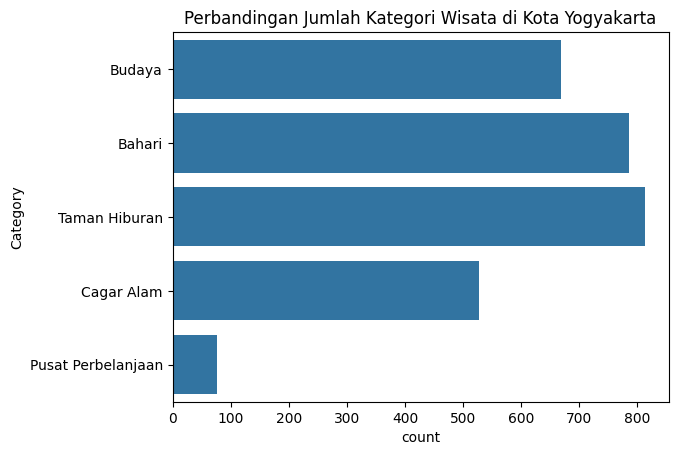 Perbandingan Jumlah Kategori Wisata di Kota Yogyakarta
Category
Budaya
Bahari
Taman Hiburan
Cagar Alam
Pusat Perbelanjaan
0 100 200 300 400 500 600 700 800
count